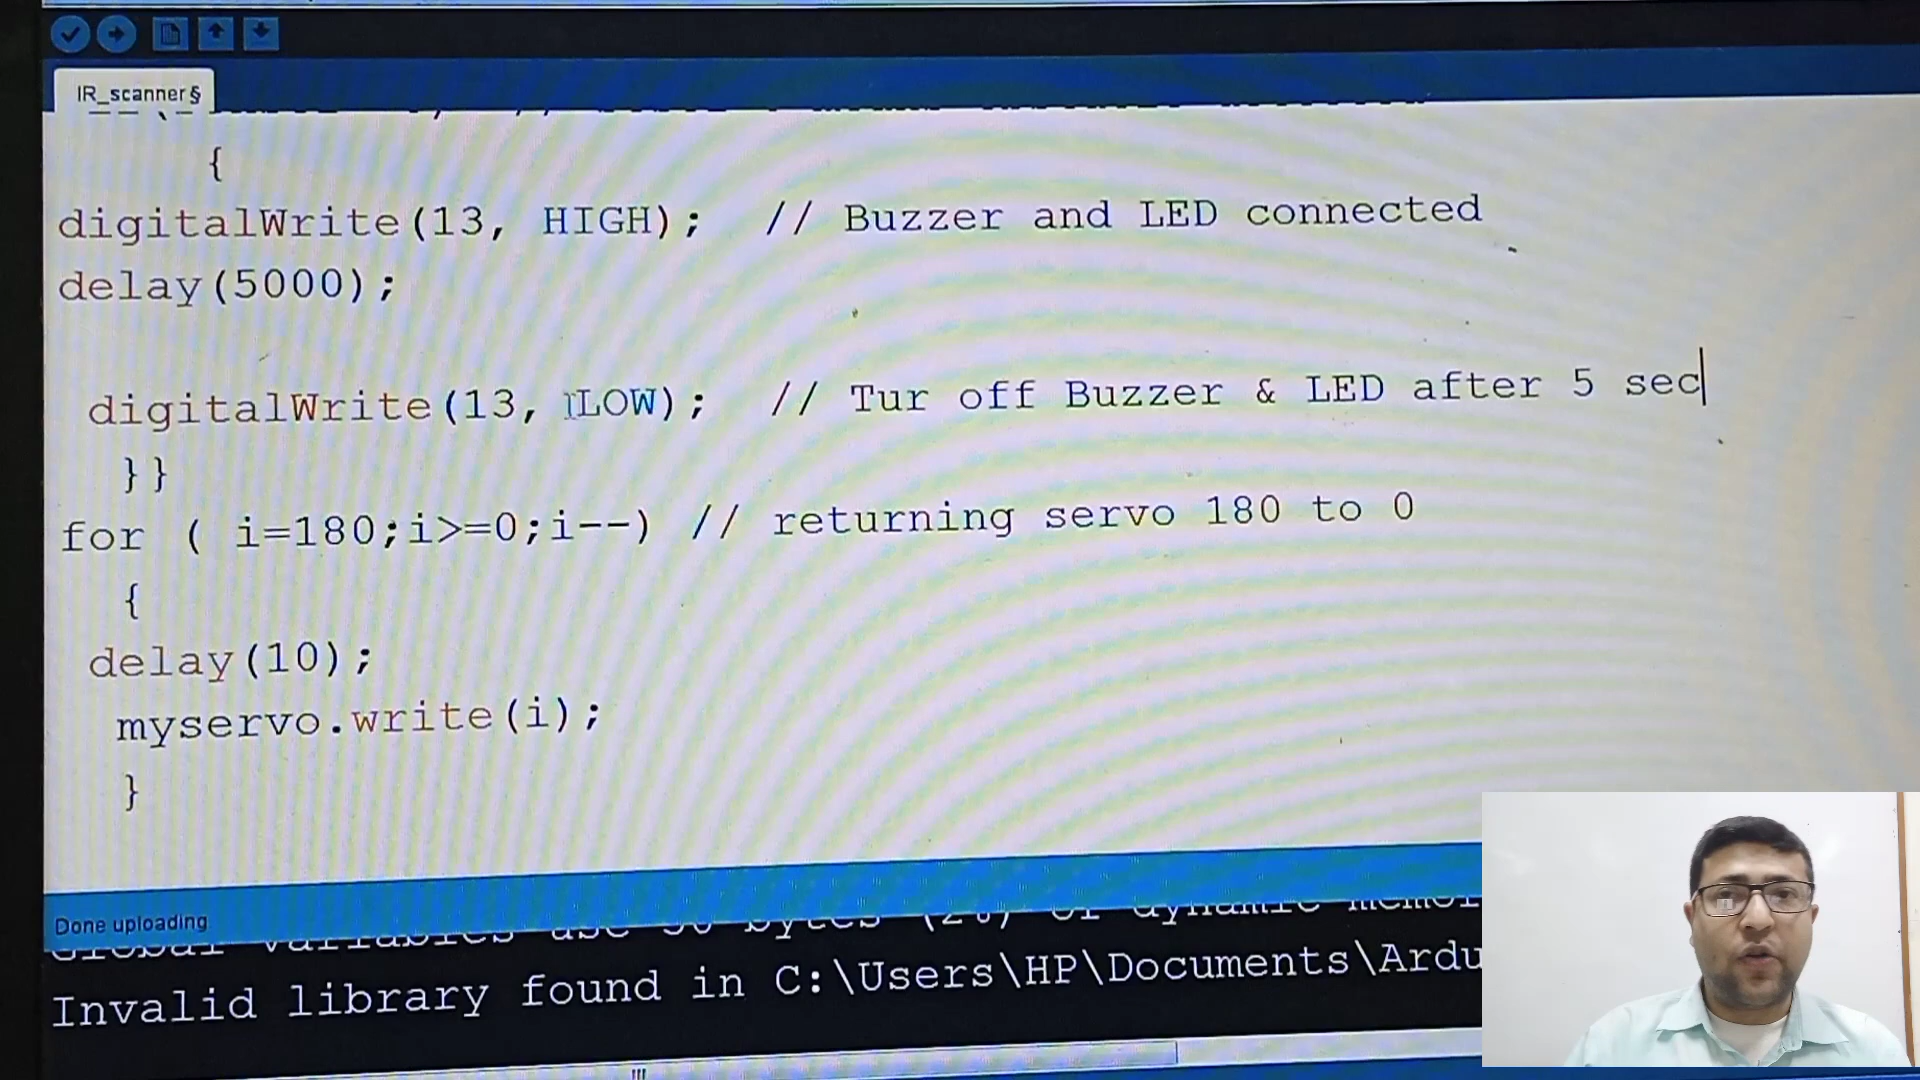 IR_scanner§
{
digitalWrite(13, HIGH); // Buzzer and LED connected
delay(5000);
digitalWrite(13, LOW); // Tur off Buzzer & LED after 5 sec
}}
for ( i=180;i>=0;i--) // returning servo 180 to 0
{
delay(10);
myservo.write(i);
}
Done uploading
Invalid library found in C:\Users\HP\Documents\Ardu